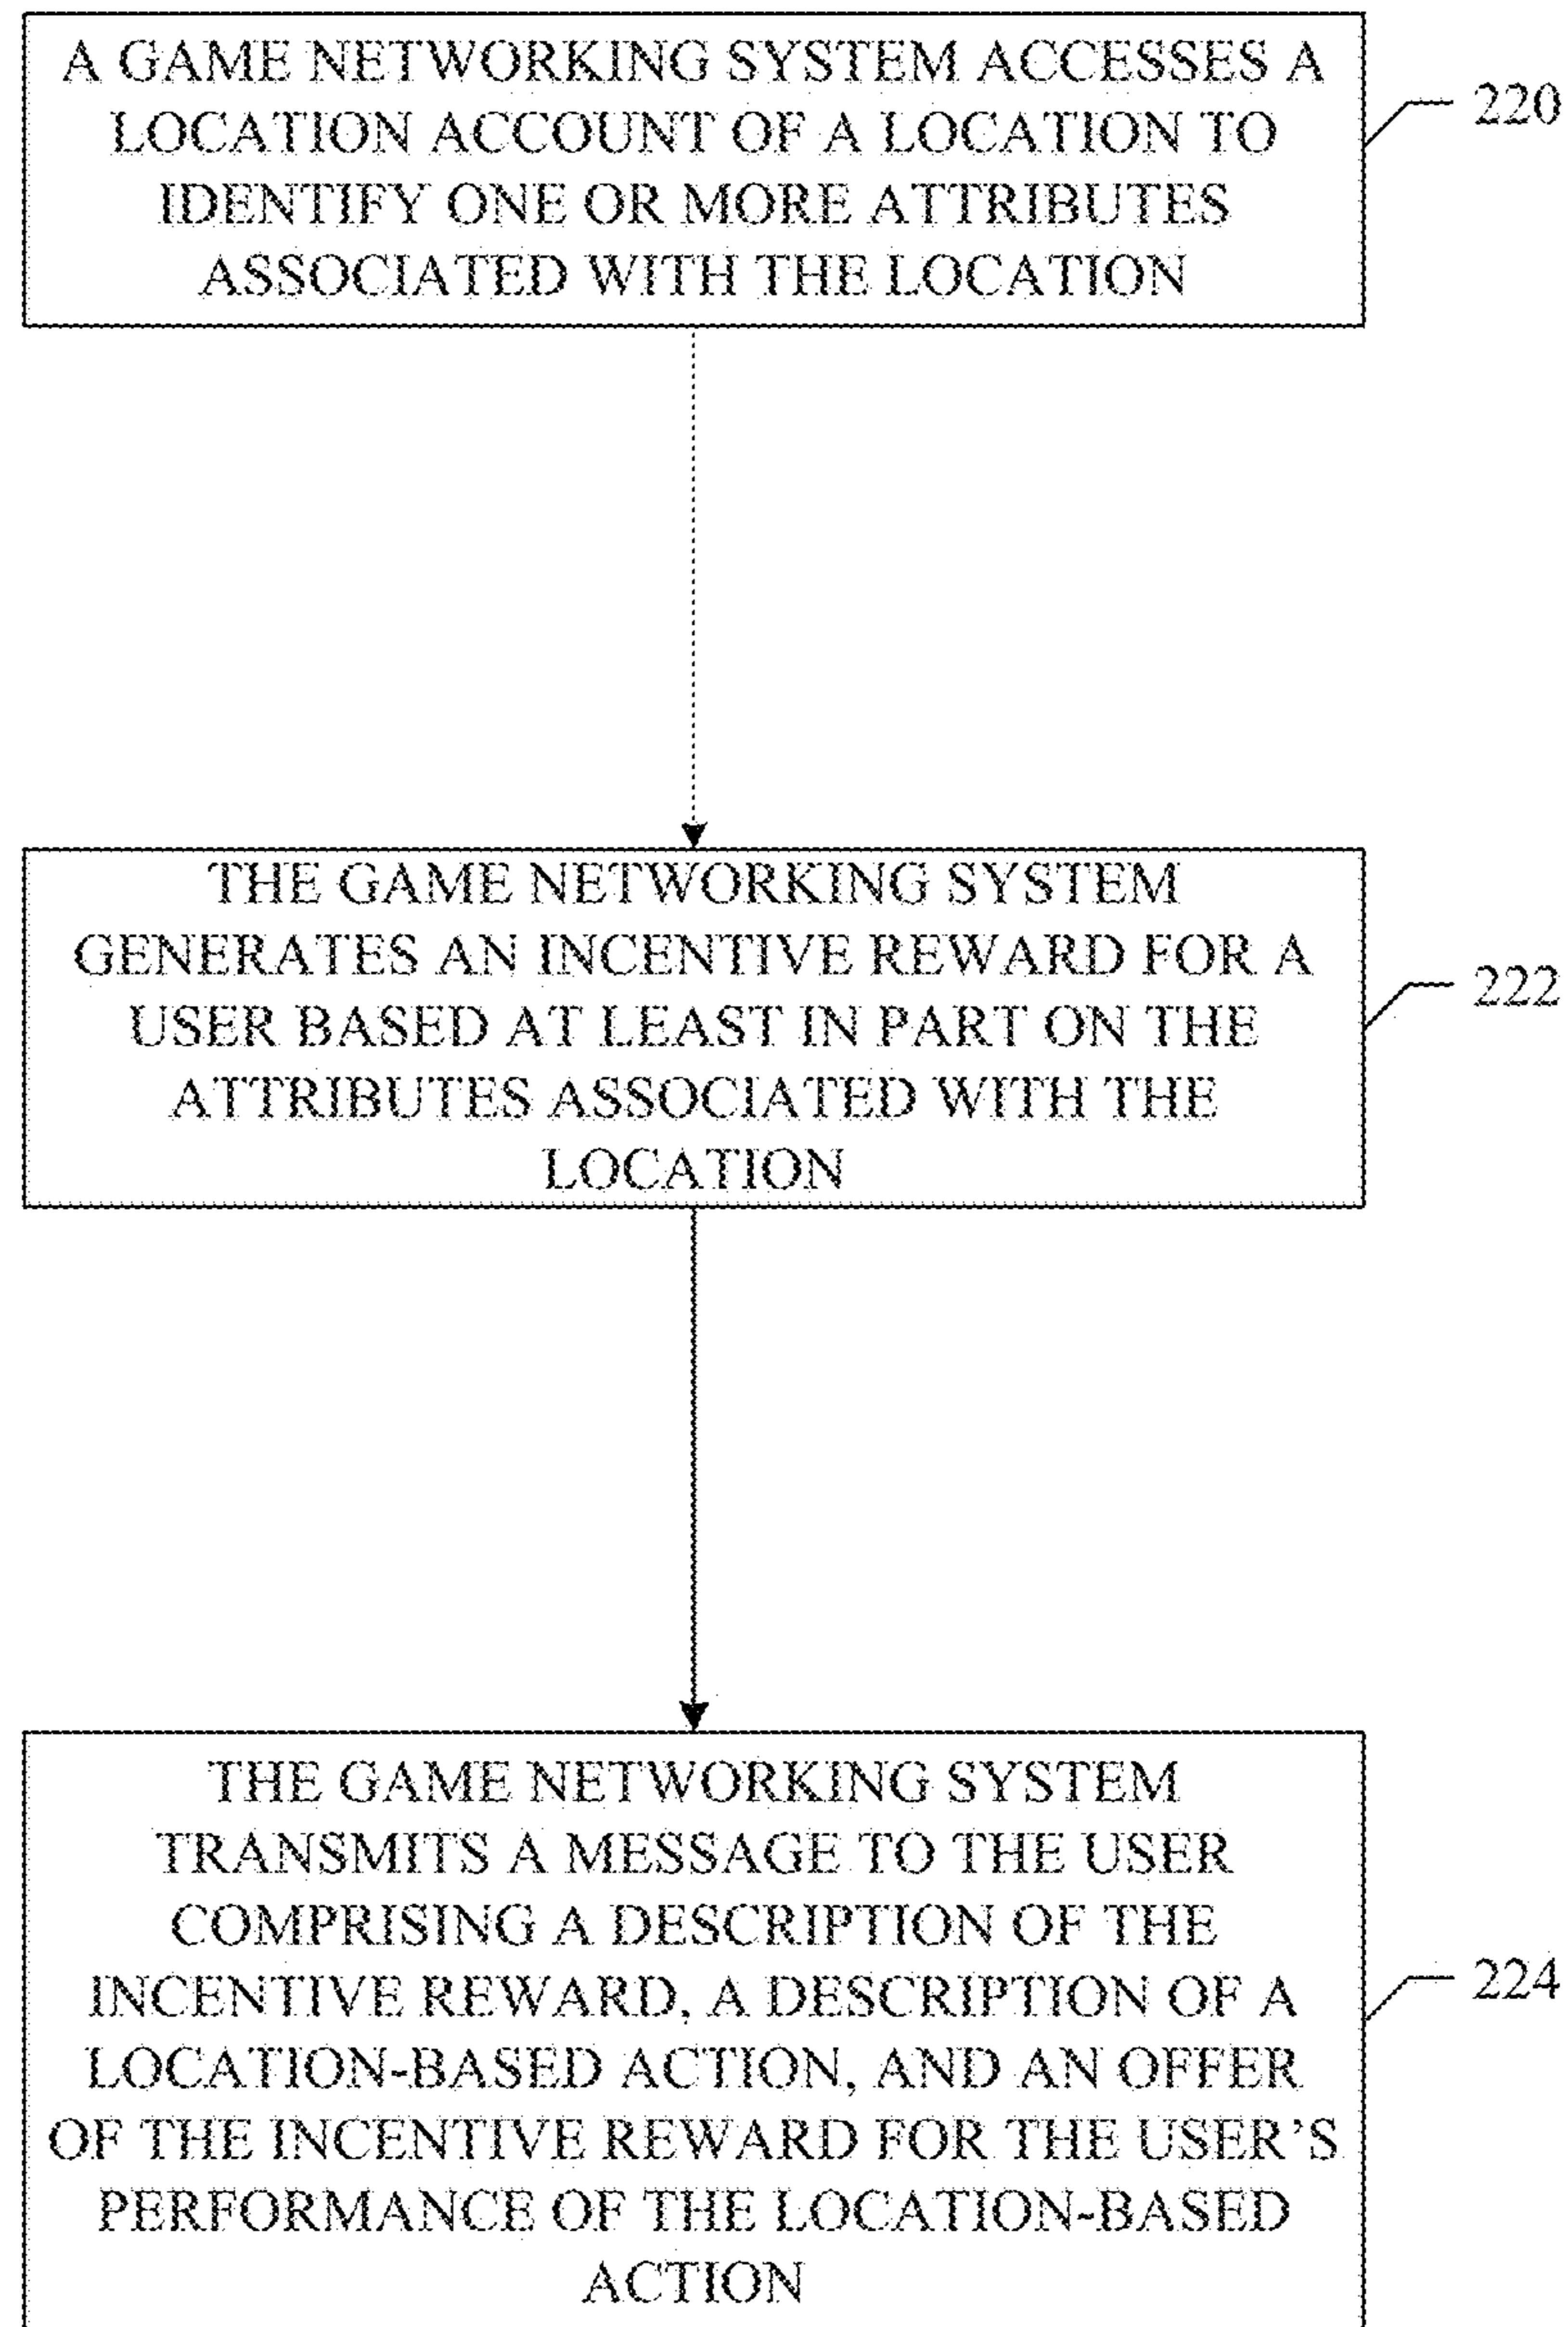 A GAME NETWORKING SYSTEM ACCESSES A
LOCATION ACCOUNT OF A LOCATION TO
IDENTIFY ONE OR MORE ATTRIBUTES
ASSOCIATED WITH THE LOCATION
220
THE GAME NETWORKING SYSTEM
GENERATES AN INCENTIVE REWARD FOR A
USER BASED AT LEAST IN PART ON THE
ATTRIBUTES ASSOCIATED WITH THE
LOCATION
222
THE GAME NETWORKING SYSTEM
TRANSMITS A MESSAGE TO THE USER
COMPRISING A DESCRIPTION OF THE
INCENTIVE REWARD, A DESCRIPTION OF A
LOCATION-BASED ACTION, AND AN OFFER
OF THE INCENTIVE REWARD FOR THE USER'S
PERFORMANCE OF THE LOCATION-BASED
ACTION
224